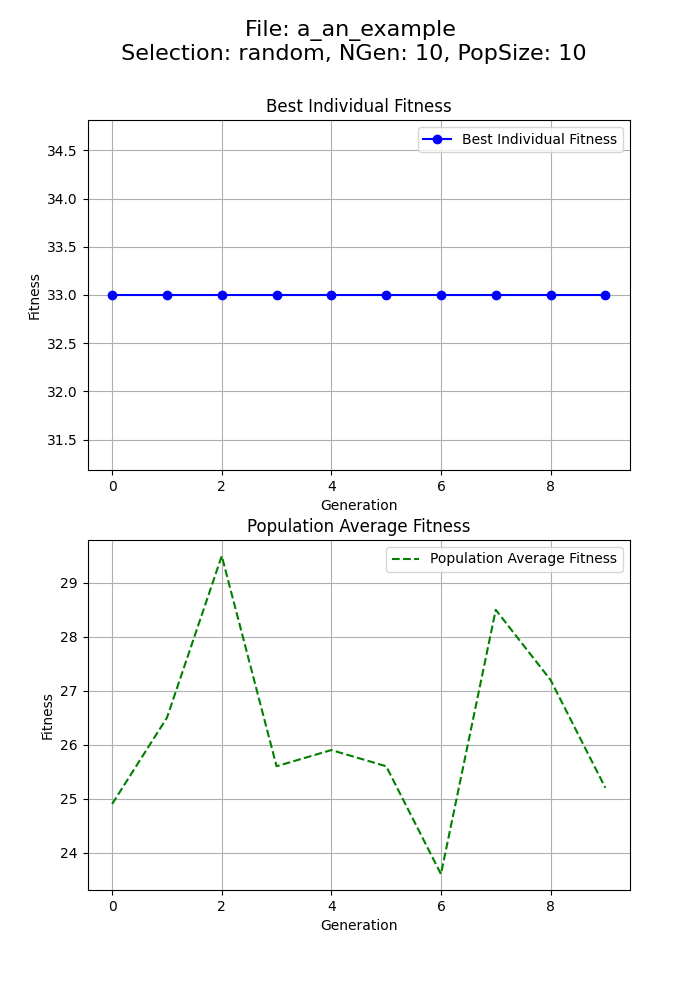 File: a_an_example
Selection: random, NGen: 10, PopSize: 10
Best Individual Fitness
Best Individual Fitness
34.5
34.0
33.5
33.0
32.5
32.0
31.5
Fitness
0 2 4 6 8
Generation
Population Average Fitness
Population Average Fitness
29
28
27
26
25
24
Fitness
0 2 4 6 8
Generation